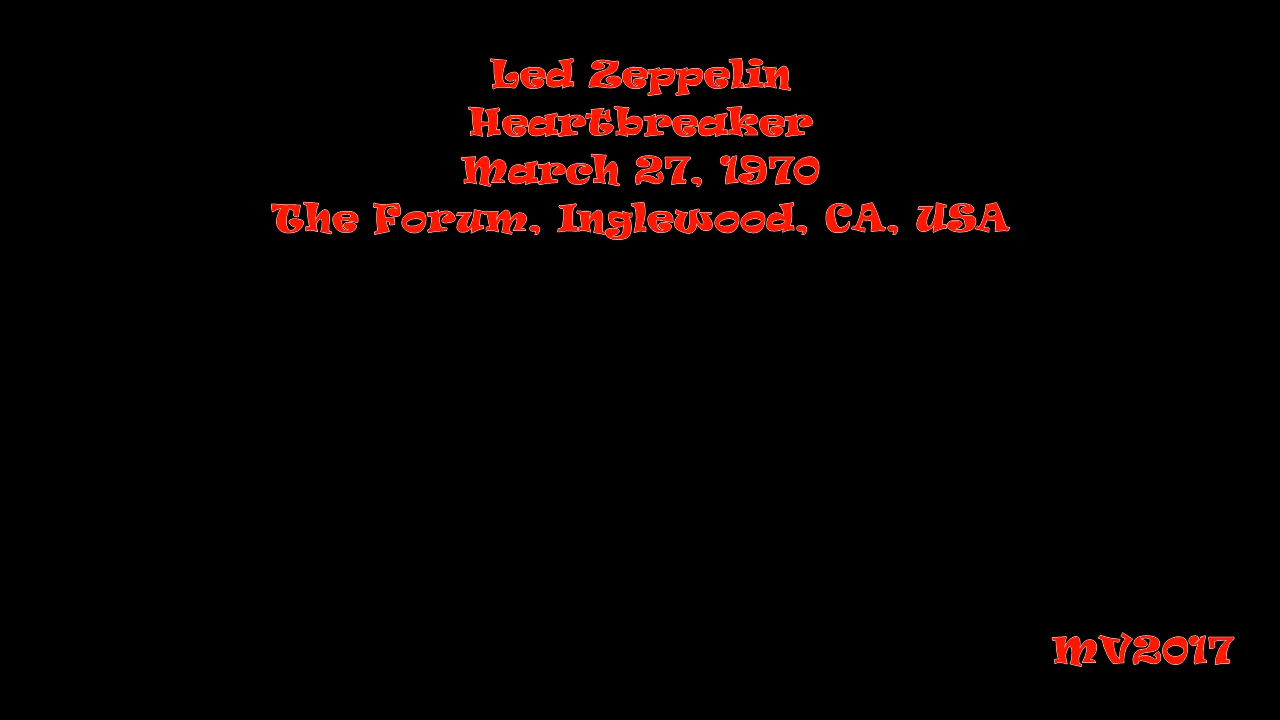 Led Zeppelin
Heartbreaker
March 27, 1970
The Forum, Inglewood, CA, USA
MV2017